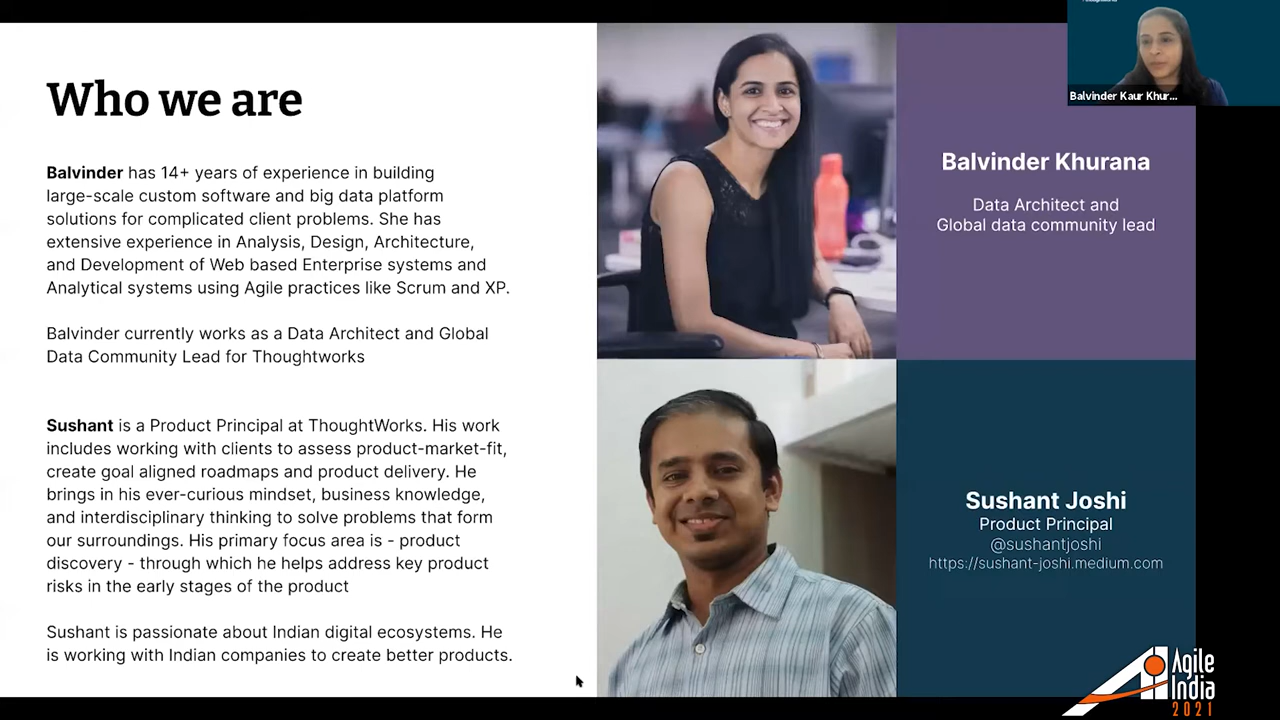 Who we are
Balvinder has 14+ years of experience in building
large-scale custom software and big data platform
solutions for complicated client problems. She has
extensive experience in Analysis, Design, Architecture,
and Development of Web based Enterprise systems and
Analytical systems using Agile practices like Scrum and XP.
Balvinder currently works as a Data Architect and Global
Data Community Lead for Thoughtworks
Sushant is a Product Principal at ThoughtWorks. His work
includes working with clients to assess product-market-fit,
create goal aligned roadmaps and product delivery. He
brings in his ever-curious mindset, business knowledge,
and interdisciplinary thinking to solve problems that form
our surroundings. His primary focus area is - product
discovery - through which he helps address key product
risks in the early stages of the product
Sushant is passionate about Indian digital ecosystems. He
is working with Indian companies to create better products.
Balvinder Khurana
Data Architect and
Global data community lead
Sushant Joshi
Product Principal
@sushantjoshi
https://sushant-joshi.medium.com
Balvinder Kaur Khur...
Agile
India
2021